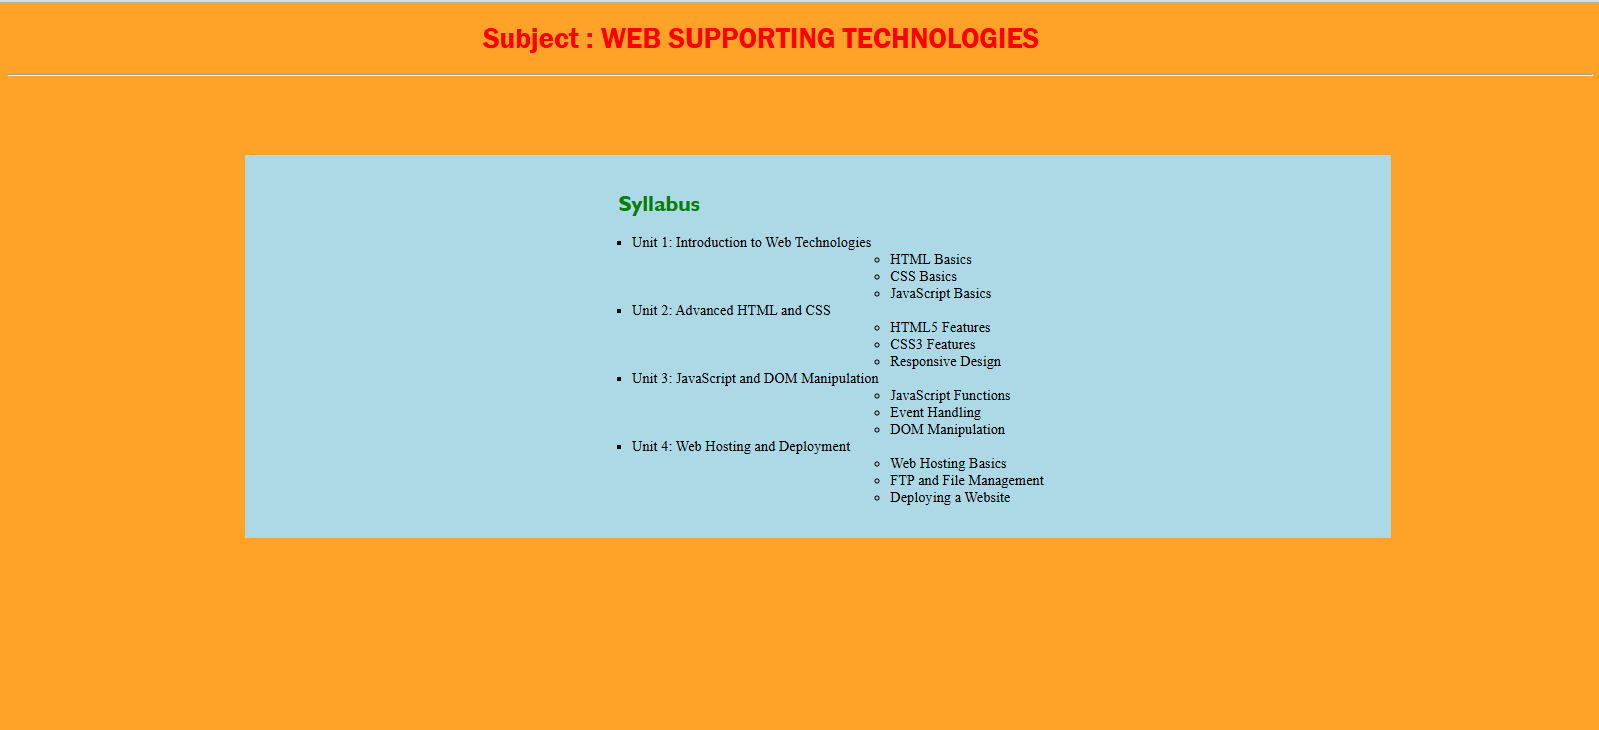 Subject : WEB SUPPORTING TECHNOLOGIES
Syllabus
Unit 1: Introduction to Web Technologies
HTML Basics
CSS Basics
JavaScript Basics
Unit 2: Advanced HTML and CSS
HTML5 Features
CSS3 Features
Responsive Design
Unit 3: JavaScript and DOM Manipulation
JavaScript Functions
Event Handling
DOM Manipulation
Unit 4: Web Hosting and Deployment
Web Hosting Basics
FTP and File Management
Deploying a Website